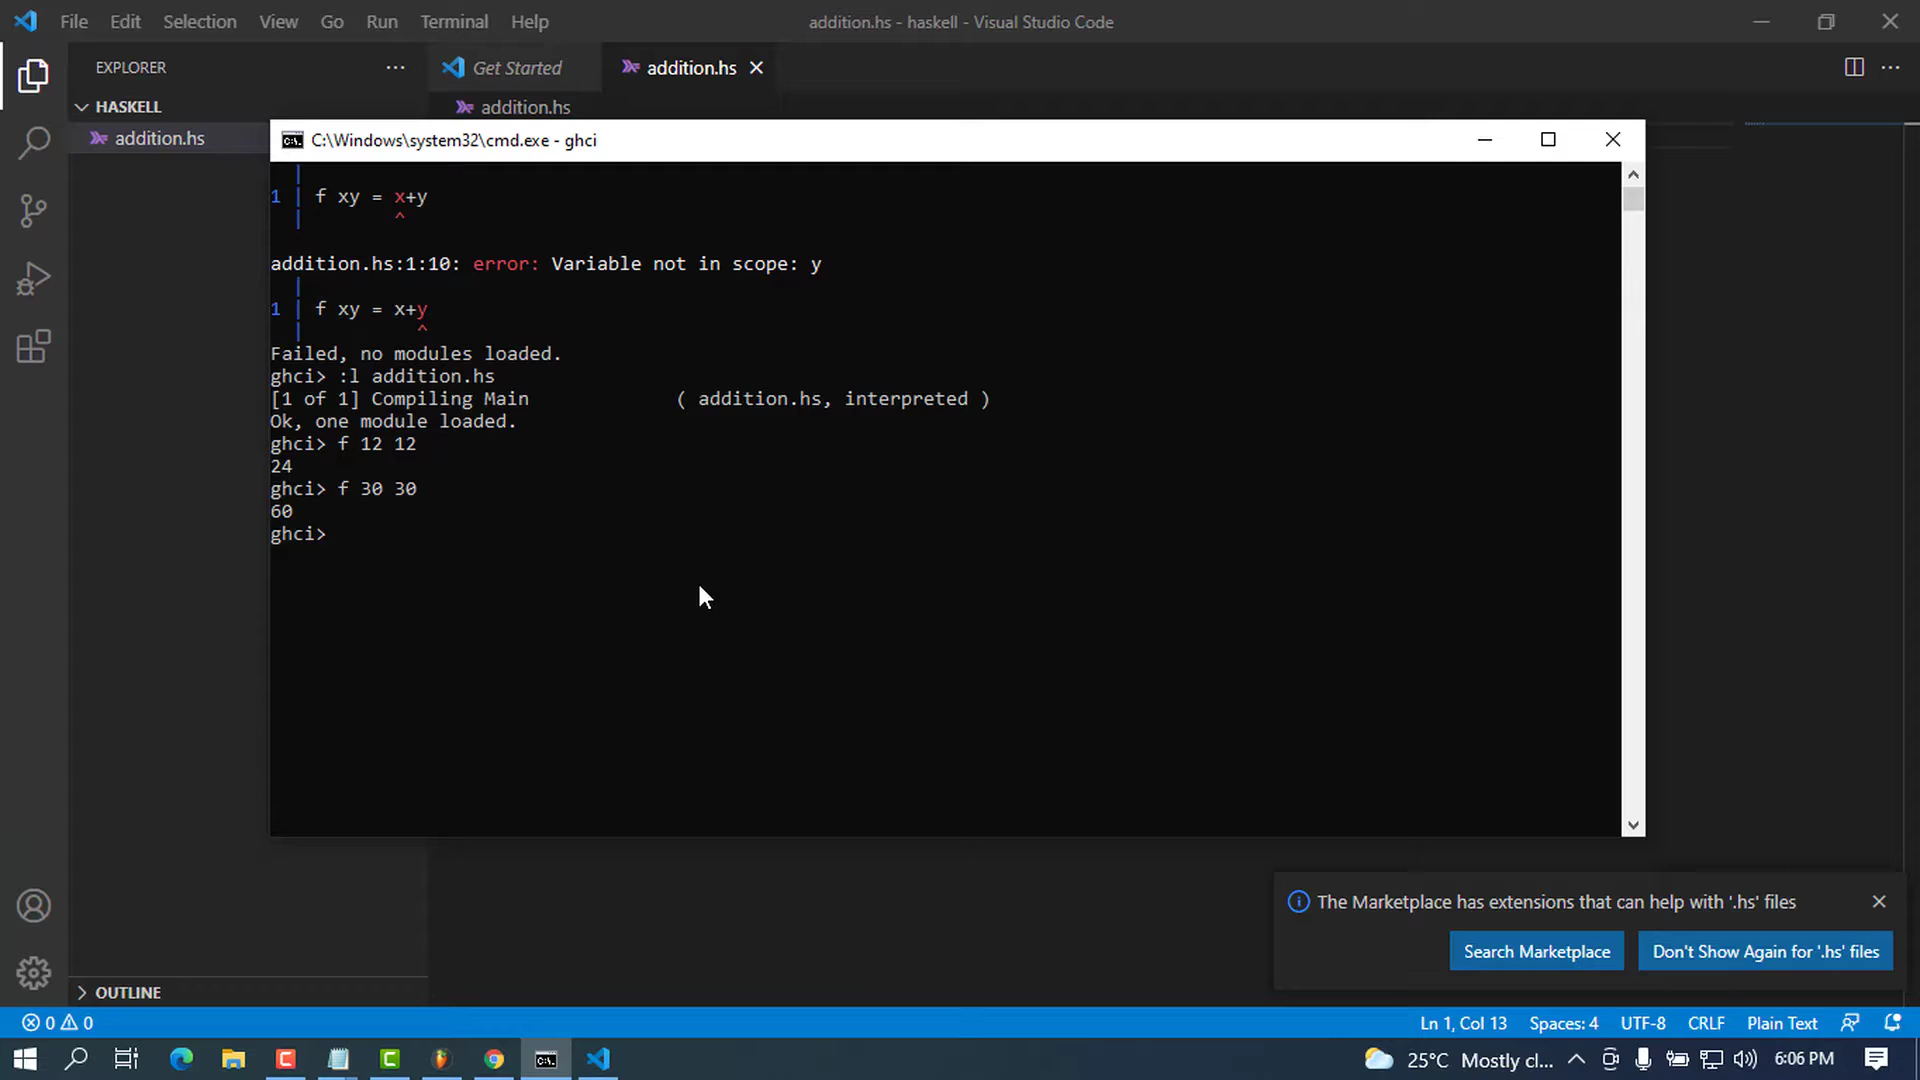 File Edit Selection View Go Run Terminal Help addition.hs - haskell - Visual Studio Code
EXPLORER ··· Get Started addition.hs
HASKELL addition.hs
addition.hs
C:\Windows\system32\cmd.exe - ghci
1 | f xy = x+y
^
addition.hs:1:10: error: Variable not in scope: y
1 | f xy = x+y
^
Failed, no modules loaded.
ghci> :l addition.hs
[1 of 1] Compiling Main ( addition.hs, interpreted )
Ok, one module loaded.
ghci> f 12 12
24
ghci> f 30 30
60
ghci>
The Marketplace has extensions that can help with '.hs' files
Search Marketplace Don't Show Again for '.hs' files
OUTLINE
0 0 Ln 1, Col 13 Spaces: 4 UTF-8 CRLF Plain Text
25°C Mostly cl... 6:06 PM